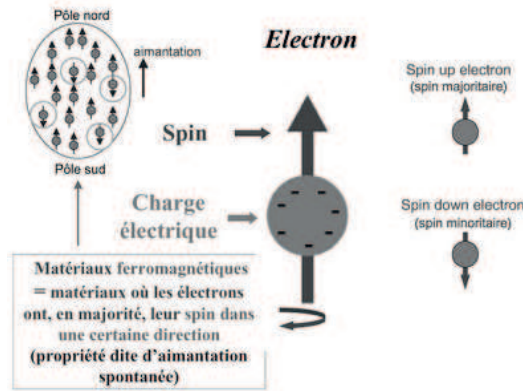 Pôle nord
aimantation
Pôle sud
Electron
Spin
Charge
électrique
Spin up electron
(spin majoritaire)
Spin down electron
(spin minoritaire)
Matériaux ferromagnétiques
= matériaux où les électrons
ont, en majorité, leur spin dans
une certaine direction
(propriété dite d’aimantation
spontanée)